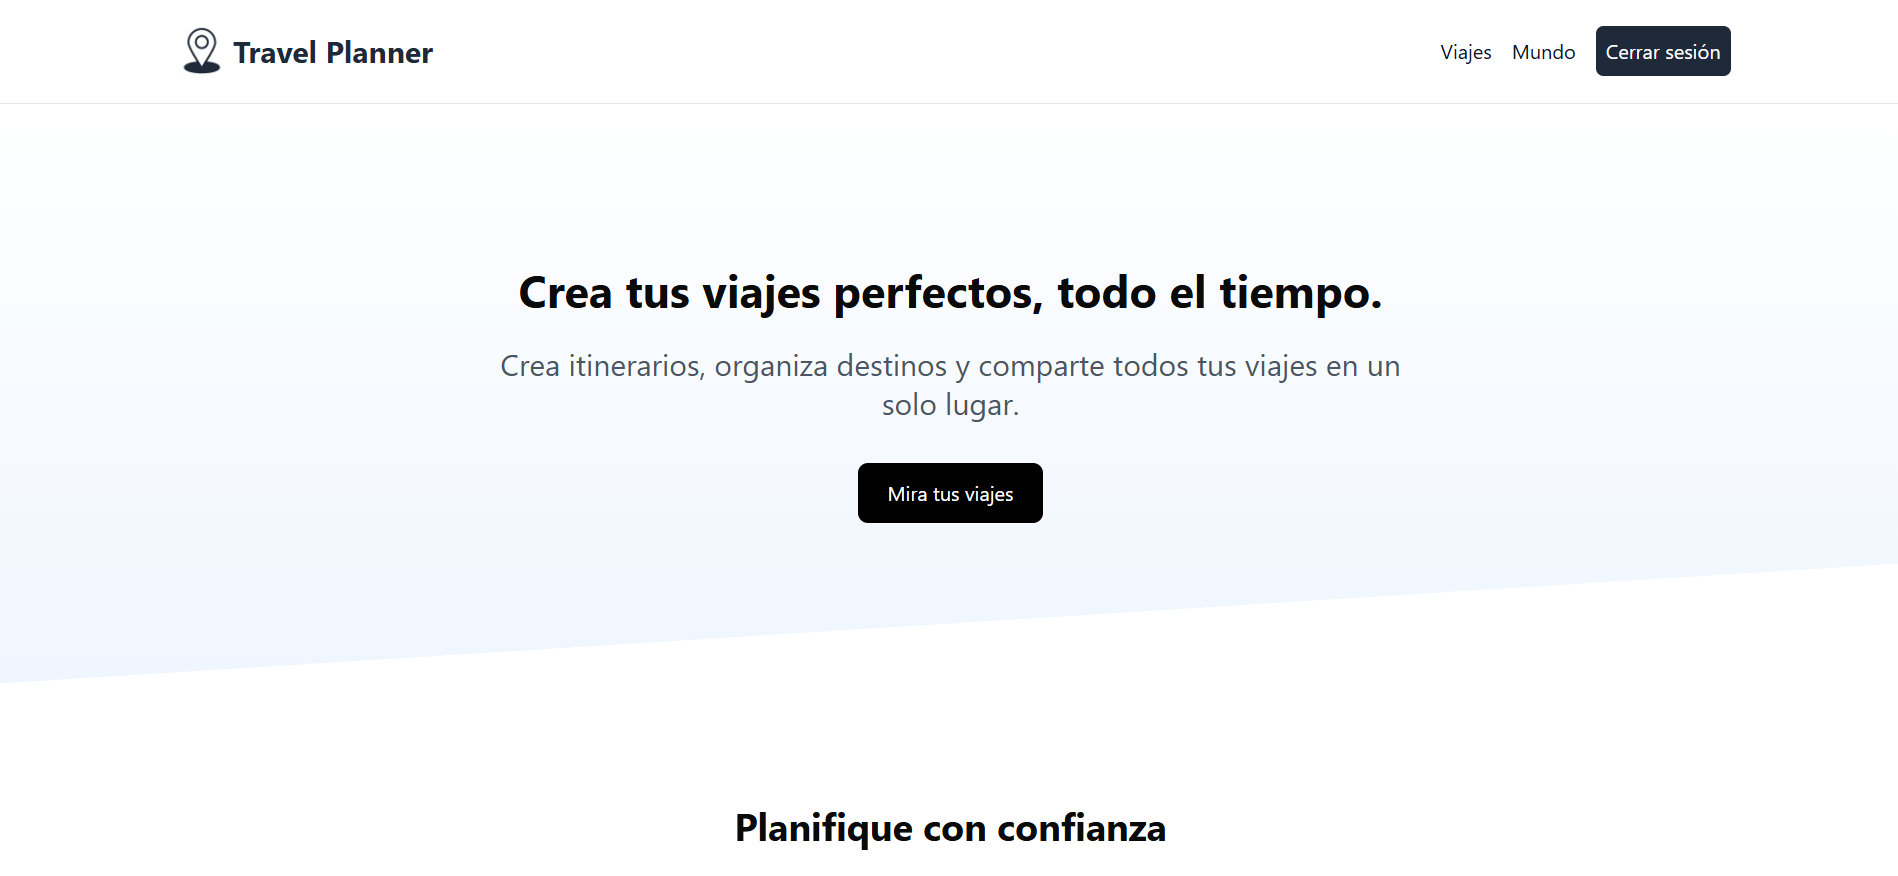 Travel Planner
Viajes
Mundo
Cerrar sesión
Crea tus viajes perfectos, todo el tiempo.
Crea itinerarios, organiza destinos y comparte todos tus viajes en un
solo lugar.
Mira tus viajes
Planifique con confianza